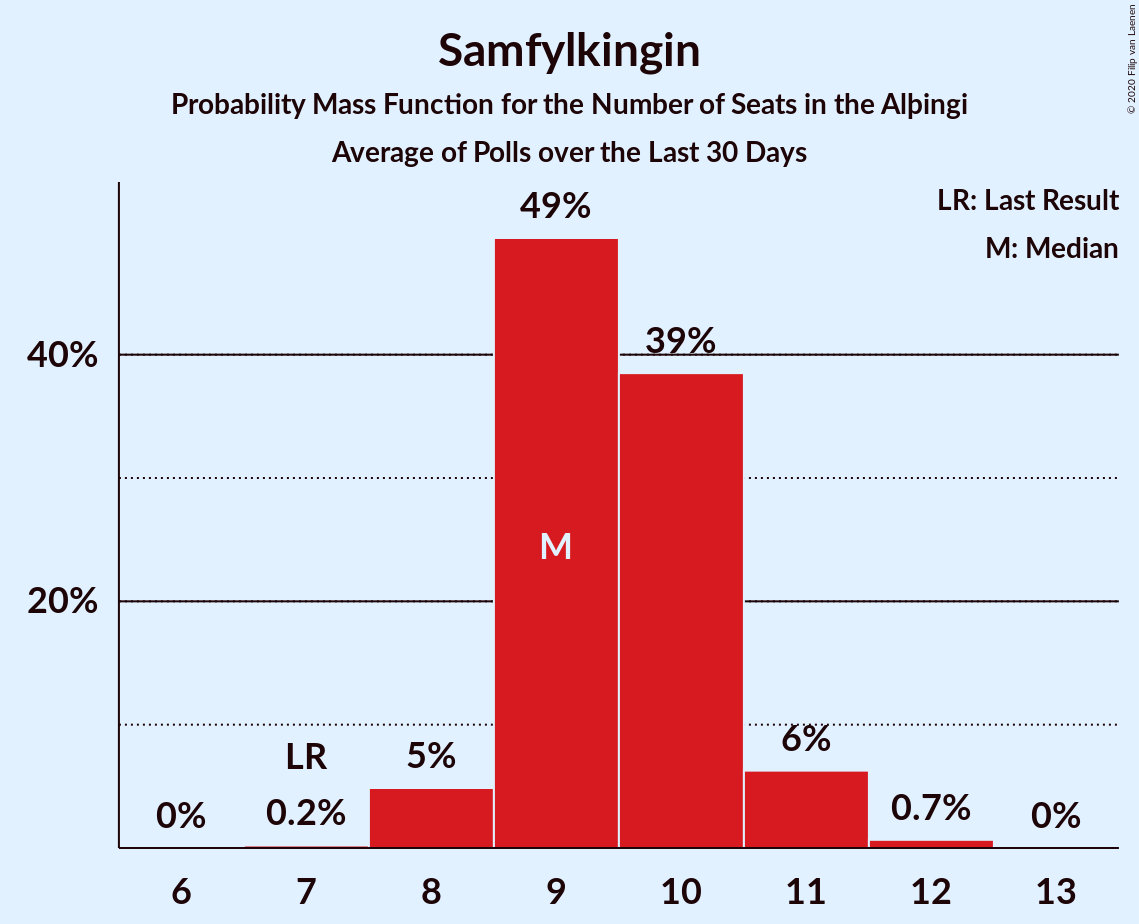 Samfylkingin
Probability Mass Function for the Number of Seats in the Alþingi
Average of Polls over the Last 30 Days
© 2020 Filip van Laenen
LR: Last Result
M: Median
49%
39%
40%
M
20%
LR
5%
6%
0%
0.2%
0.7%
0%
6 7 8 9 10 11 12 13